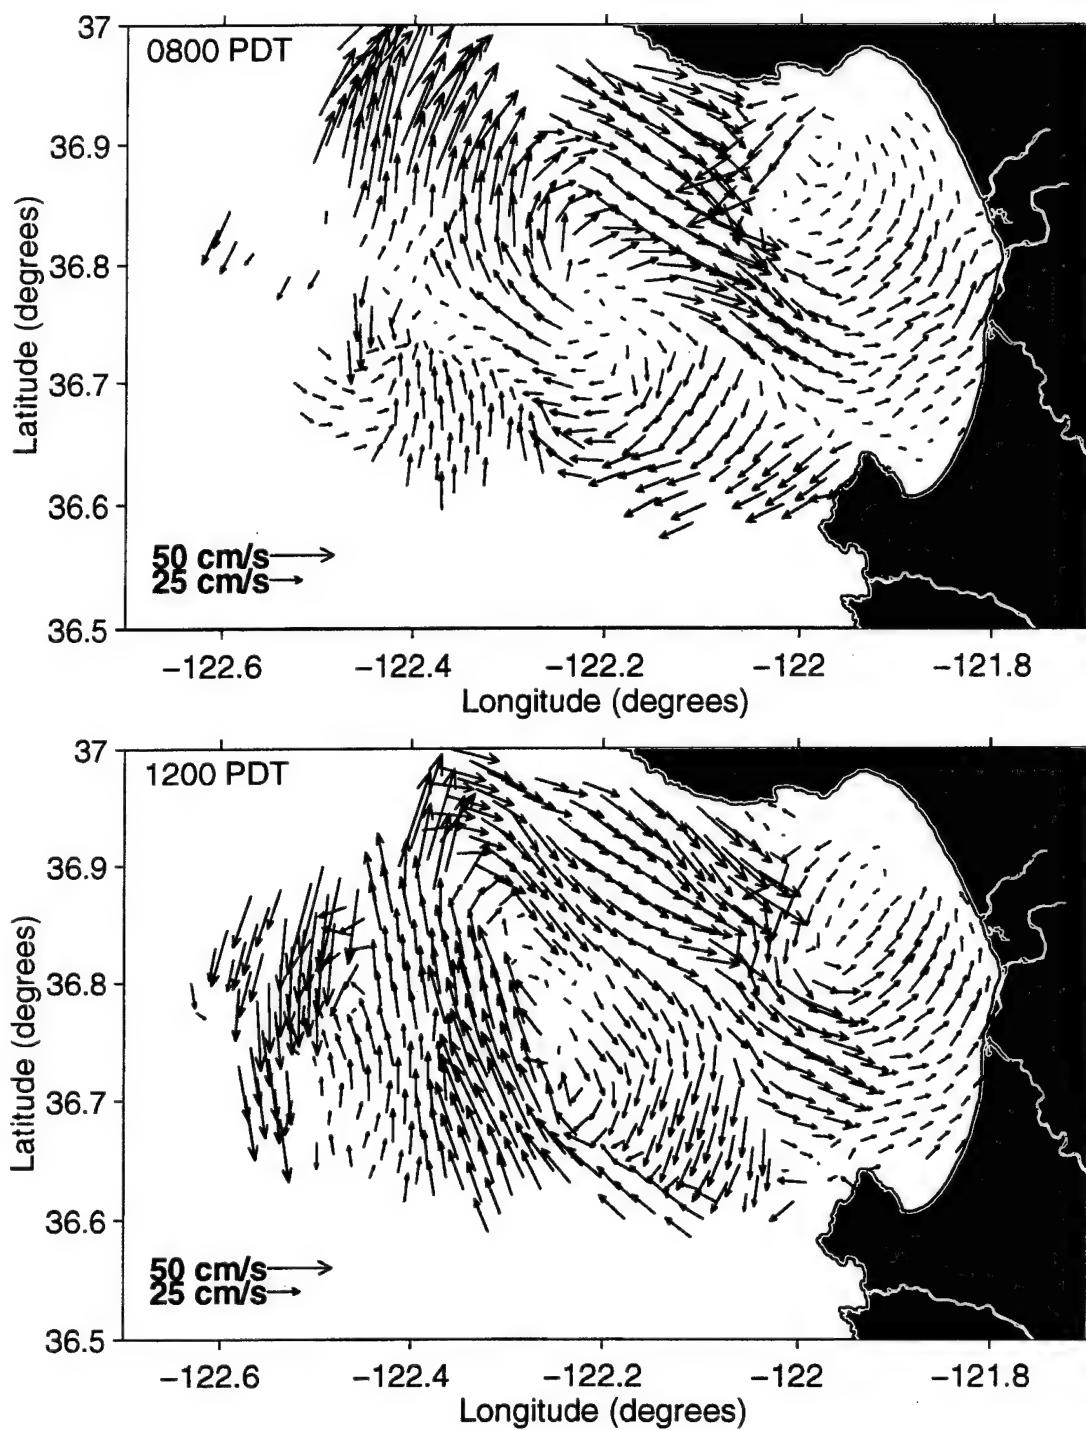 37
0800 PDT
36.9
36.8
36.7
36.6
36.5
Latitude (degrees)
50 cm/s
25 cm/s
−122.6
−122.4
−122.2
−122
−121.8
Longitude (degrees)
37
1200 PDT
36.9
36.8
36.7
36.6
36.5
Latitude (degrees)
50 cm/s
25 cm/s
−122.6
−122.4
−122.2
−122
−121.8
Longitude (degrees)